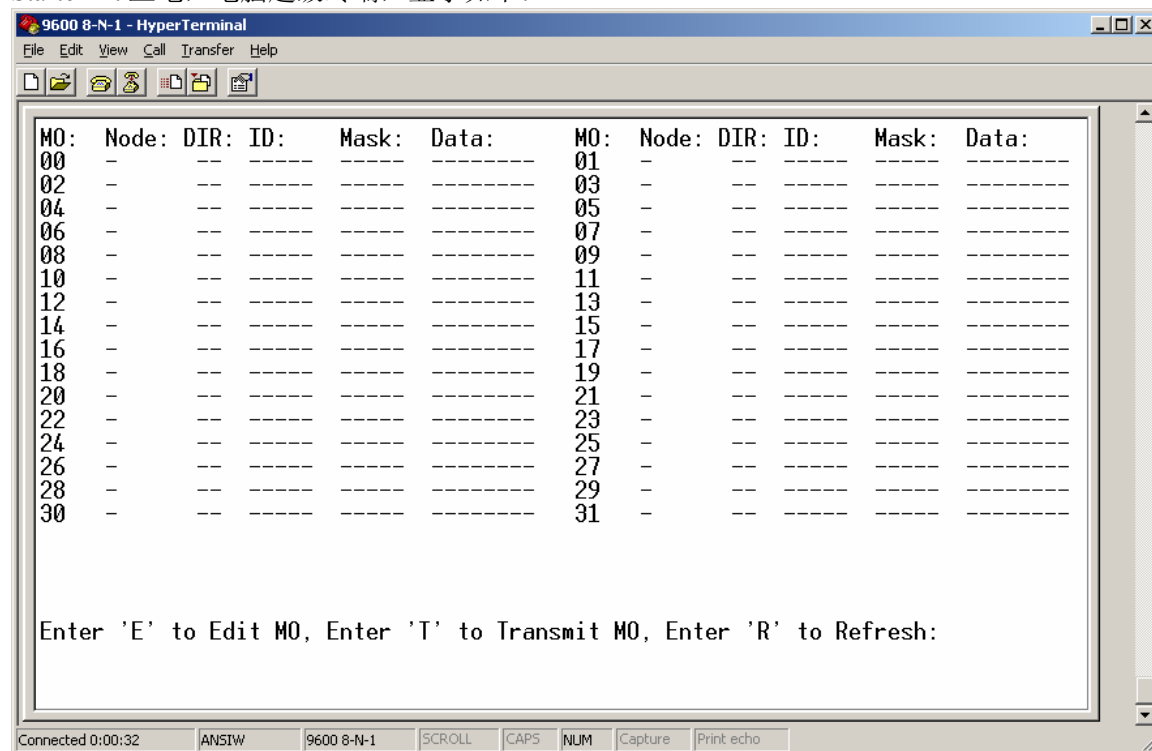 9600 8-N-1 - HyperTerminal
File Edit View Call Transfer Help
MO: Node: DIR: ID: Mask: Data: MO: Node: DIR: ID: Mask: Data:
00 - -- ----- ----- -------- 01 - -- ----- ----- --------
02 - -- ----- ----- -------- 03 - -- ----- ----- --------
04 - -- ----- ----- -------- 05 - -- ----- ----- --------
06 - -- ----- ----- -------- 07 - -- ----- ----- --------
08 - -- ----- ----- -------- 09 - -- ----- ----- --------
10 - -- ----- ----- -------- 11 - -- ----- ----- --------
12 - -- ----- ----- -------- 13 - -- ----- ----- --------
14 - -- ----- ----- -------- 15 - -- ----- ----- --------
16 - -- ----- ----- -------- 17 - -- ----- ----- --------
18 - -- ----- ----- -------- 19 - -- ----- ----- --------
20 - -- ----- ----- -------- 21 - -- ----- ----- --------
22 - -- ----- ----- -------- 23 - -- ----- ----- --------
24 - -- ----- ----- -------- 25 - -- ----- ----- --------
26 - -- ----- ----- -------- 27 - -- ----- ----- --------
28 - -- ----- ----- -------- 29 - -- ----- ----- --------
30 - -- ----- ----- -------- 31 - -- ----- ----- --------
Enter 'E' to Edit MO, Enter 'T' to Transmit MO, Enter 'R' to Refresh:
Connected 0:00:32 ANSIW 9600 8-N-1 SCROLL CAPS NUM Capture Print echo